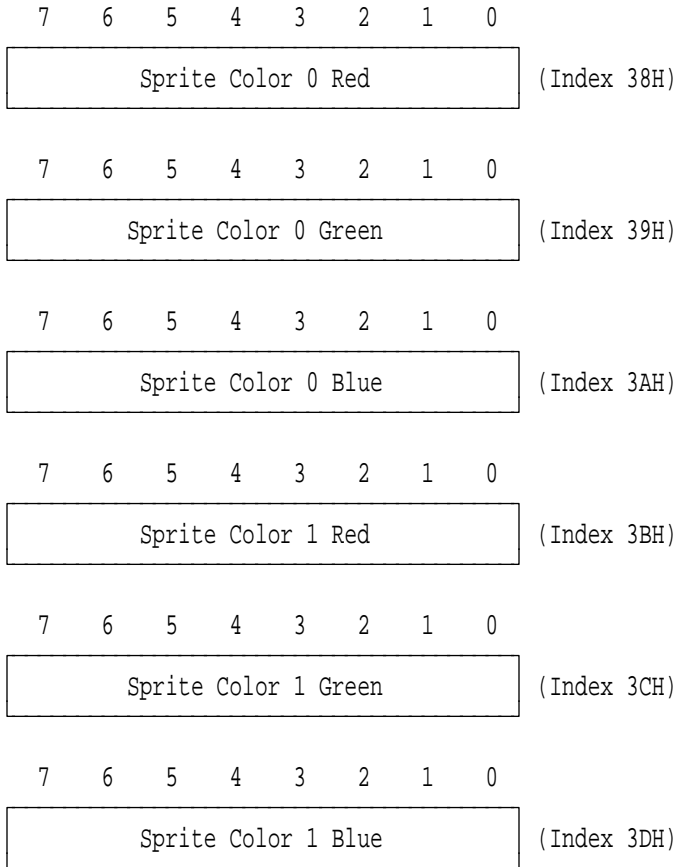 7 6 5 4 3 2 1 0
Sprite Color 0 Red (Index 38H)
7 6 5 4 3 2 1 0
Sprite Color 0 Green (Index 39H)
7 6 5 4 3 2 1 0
Sprite Color 0 Blue (Index 3AH)
7 6 5 4 3 2 1 0
Sprite Color 1 Red (Index 3BH)
7 6 5 4 3 2 1 0
Sprite Color 1 Green (Index 3CH)
7 6 5 4 3 2 1 0
Sprite Color 1 Blue (Index 3DH)